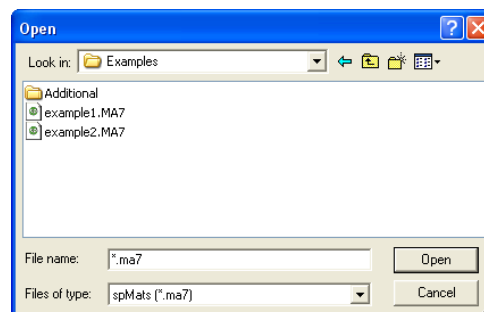 Open
Look in: Examples
Additional
example1.MA7
example2.MA7
File name: *.ma7 Open
Files of type: spMats (*.ma7) Cancel